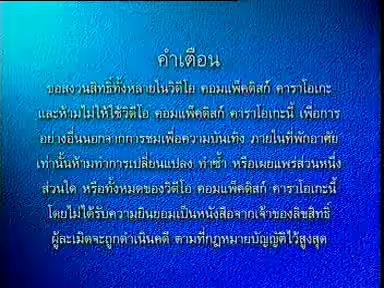 คำเตือน
ขอสงวนสิทธิ์ทั้งหลายในวิดีโอ คอมแพ็คดิสก์ คาราโอเกะ
และห้ามไม่ให้ใช้วิดีโอ คอมแพ็คดิสก์ คาราโอเกะนี้ เพื่อการ
อย่างอื่นนอกจากการชมเพื่อความบันเทิง ภายในที่พักอาศัย
เท่านั้นห้ามทำการเปลี่ยนแปลง ทำซ้ำ หรือเผยแพร่ส่วนหนึ่ง
ส่วนใด หรือทั้งหมดของวิดีโอ คอมแพ็คดิสก์ คาราโอเกะนี้
โดยไม่ได้รับความยินยอมเป็นหนังสือจากเจ้าของลิขสิทธิ์
ผู้ละเมิดจะถูกดำเนินคดี ตามที่กฎหมายบัญญัติไว้สูงสุด